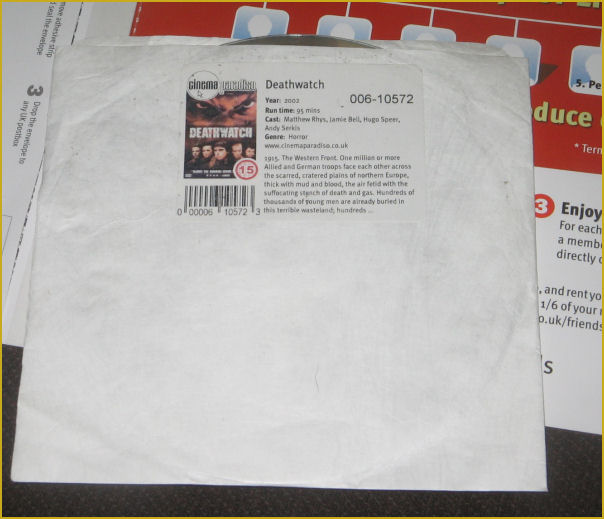 move adhesive strip
d seal the envelope
3 Drop the envelope to
any UK postbox
5. Pe
duce
* Term
3 Enjoy
For each
a membe
directly o
, and rent yo
1/6 of your
o.uk/friends
cinema paradiso
DEATHWATCH
15
Deathwatch
Year: 2002
006-10572
Run time: 95 mins
Cast: Matthew Rhys, Jamie Bell, Hugo Speer,
Andy Serkis
Genre: Horror
www.cinemaparadiso.co.uk
1915. The Western Front. One million or more
Allied and German troops face each other across
the scarred, cratered plains of northern Europe,
thick with mud and blood, the air fetid with the
suffocating stench of death and gas. Hundreds of
thousands of young men are already buried in
this terrible wasteland; hundreds ...
0 00006 10572 3